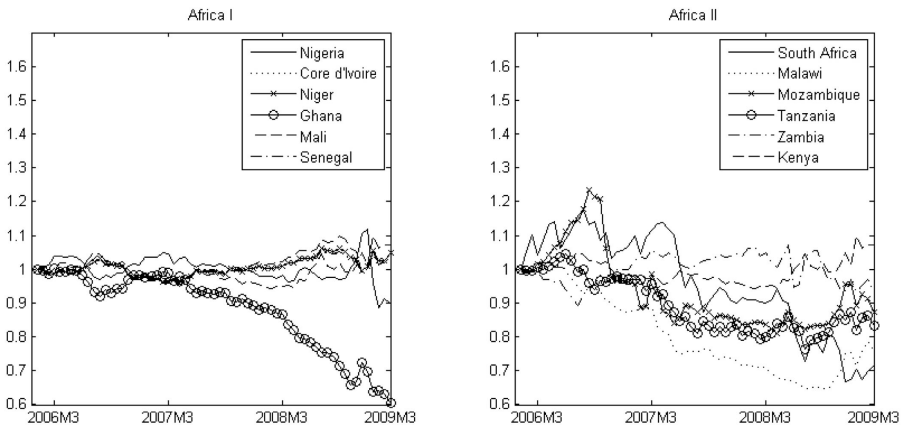 Africa I
1.6
1.5
1.4
1.3
1.2
1.1
1
0.9
0.8
0.7
0.6
2006M3 2007M3 2008M3 2009M3
Nigeria
Core d'Ivoire
Niger
Ghana
Mali
Senegal
Africa II
1.6
1.5
1.4
1.3
1.2
1.1
1
0.9
0.8
0.7
0.6
2006M3 2007M3 2008M3 2009M3
South Africa
Malawi
Mozambique
Tanzania
Zambia
Kenya